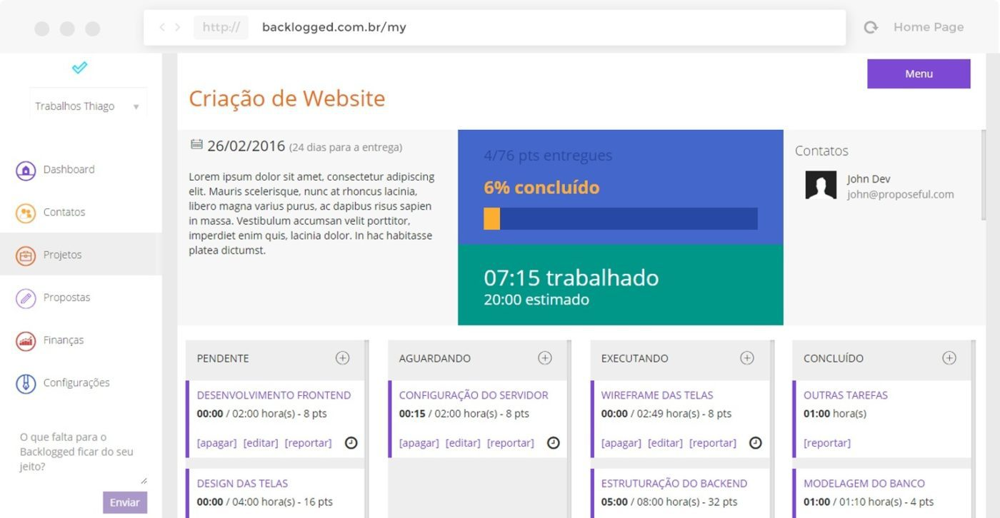 http://
backlogged.com.br/my
Home Page
Trabalhos Thiago
Dashboard
Contatos
Projetos
Propostas
Finanças
Configurações
O que falta para o
Backlogged ficar do seu
jeito?
Enviar
Menu
Criação de Website
26/02/2016 (24 dias para a entrega)
Lorem ipsum dolor sit amet, consectetur adipiscing
elit. Mauris scelerisque, nunc at rhoncus lacinia,
libero magna varius purus, ac dapibus risus sapien
in massa. Vestibulum accumsan velit porttitor,
imperdiet enim quis, lacinia dolor. In hac habitasse
platea dictumst.
4/76 pts entregues
6% concluído
07:15 trabalhado
20:00 estimado
Contatos
John Dev
john@proposeful.com
PENDENTE
DESENVOLVIMENTO FRONTEND
00:00 / 02:00 hora(s) - 8 pts
[apagar] [editar] [reportar]
DESIGN DAS TELAS
00:00 / 04:00 hora(s) - 16 pts
AGUARDANDO
CONFIGURAÇÃO DO SERVIDOR
00:15 / 02:00 hora(s) - 8 pts
[apagar] [editar] [reportar]
EXECUTANDO
WIREFRAME DAS TELAS
00:00 / 02:49 hora(s) - 8 pts
[apagar] [editar] [reportar]
ESTRUTURAÇÃO DO BACKEND
05:00 / 08:00 hora(s) - 32 pts
CONCLUÍDO
OUTRAS TAREFAS
01:00 hora(s)
[reportar]
MODELAGEM DO BANCO
01:00 / 01:10 hora(s) - 4 pts